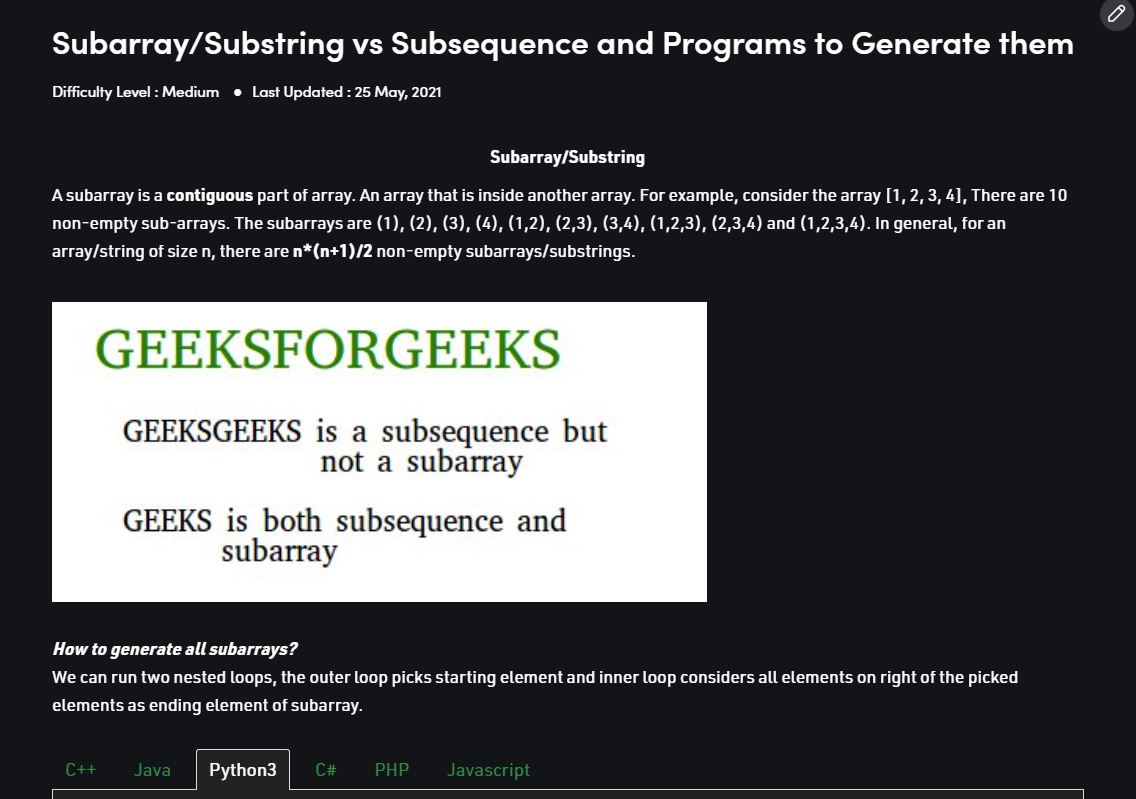 Subarray/Substring vs Subsequence and Programs to Generate them
Difficulty Level : Medium ● Last Updated : 25 May, 2021
Subarray/Substring
A subarray is a contiguous part of array. An array that is inside another array. For example, consider the array [1, 2, 3, 4], There are 10
non-empty sub-arrays. The subarrays are (1), (2), (3), (4), (1,2), (2,3), (3,4), (1,2,3), (2,3,4) and (1,2,3,4). In general, for an
array/string of size n, there are n*(n+1)/2 non-empty subarrays/substrings.
GEEKSFORGEEKS
GEEKSGEEKS is a subsequence but
not a subarray
GEEKS is both subsequence and
subarray
How to generate all subarrays?
We can run two nested loops, the outer loop picks starting element and inner loop considers all elements on right of the picked
elements as ending element of subarray.
C++ Java Python3 C# PHP Javascript